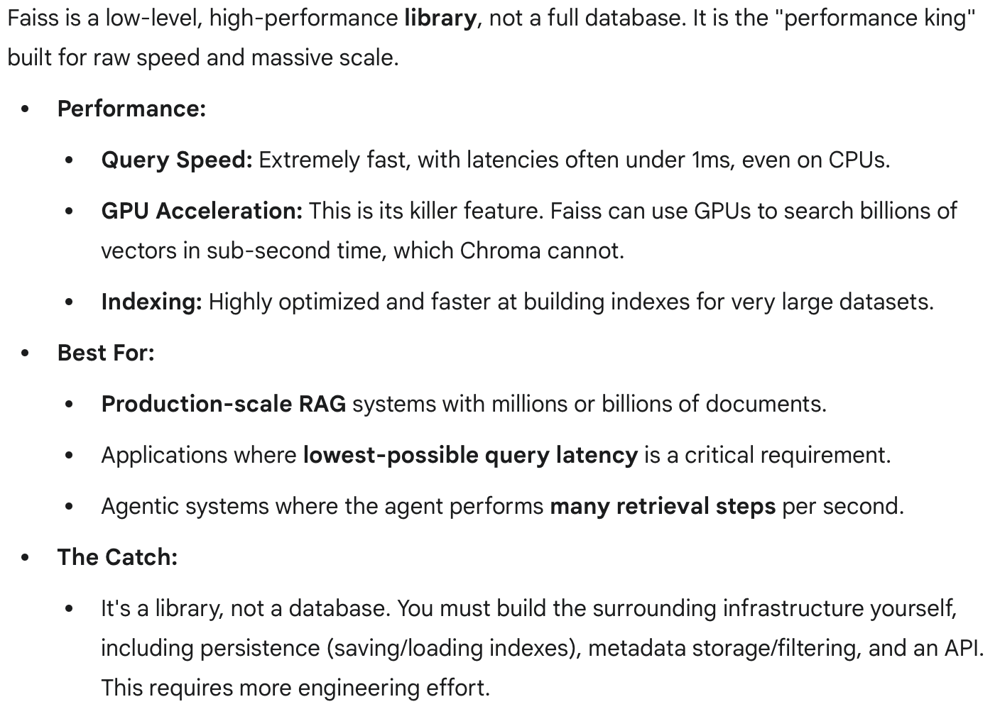 Faiss is a low-level, high-performance library, not a full database. It is the "performance king"
built for raw speed and massive scale.
• Performance:
• Query Speed: Extremely fast, with latencies often under 1ms, even on CPUs.
• GPU Acceleration: This is its killer feature. Faiss can use GPUs to search billions of
vectors in sub-second time, which Chroma cannot.
• Indexing: Highly optimized and faster at building indexes for very large datasets.
• Best For:
• Production-scale RAG systems with millions or billions of documents.
• Applications where lowest-possible query latency is a critical requirement.
• Agentic systems where the agent performs many retrieval steps per second.
• The Catch:
• It's a library, not a database. You must build the surrounding infrastructure yourself,
including persistence (saving/loading indexes), metadata storage/filtering, and an API.
This requires more engineering effort.